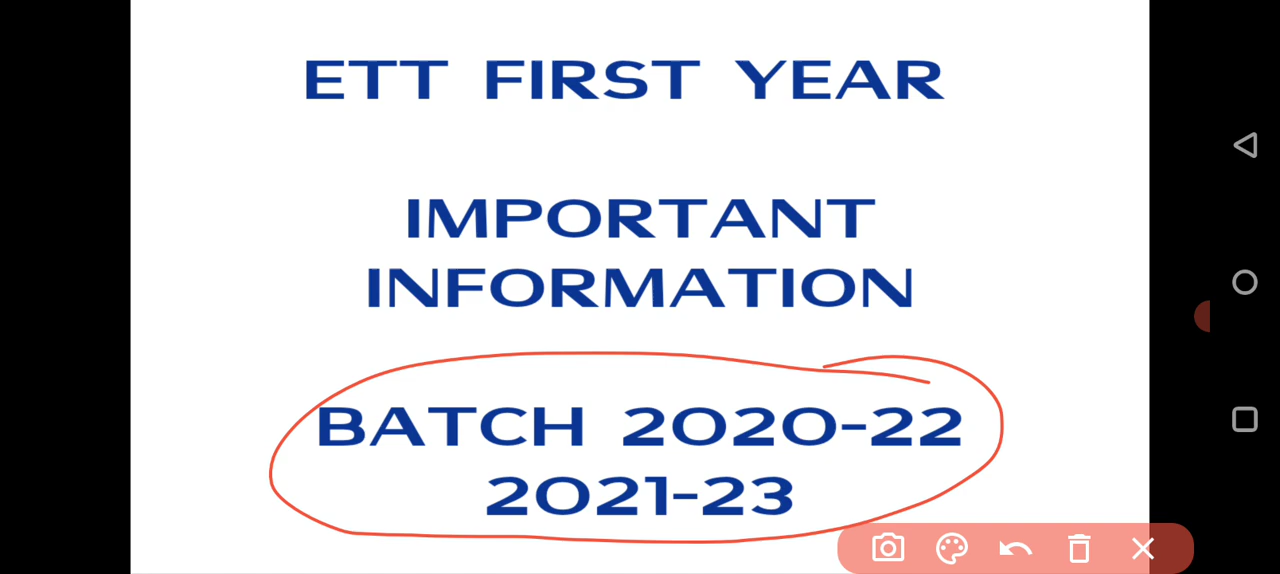 ETT FIRST YEAR
IMPORTANT
INFORMATION
BATCH 2020-22
2021-23